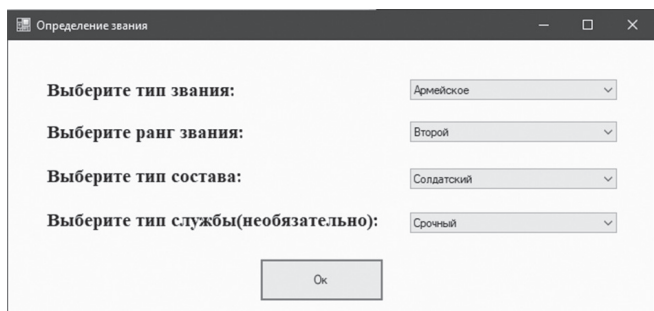 Определение звания
Выберите тип звания: Армейское
Выберите ранг звания: Второй
Выберите тип состава: Солдатский
Выберите тип службы(необязательно): Срочный
Ок